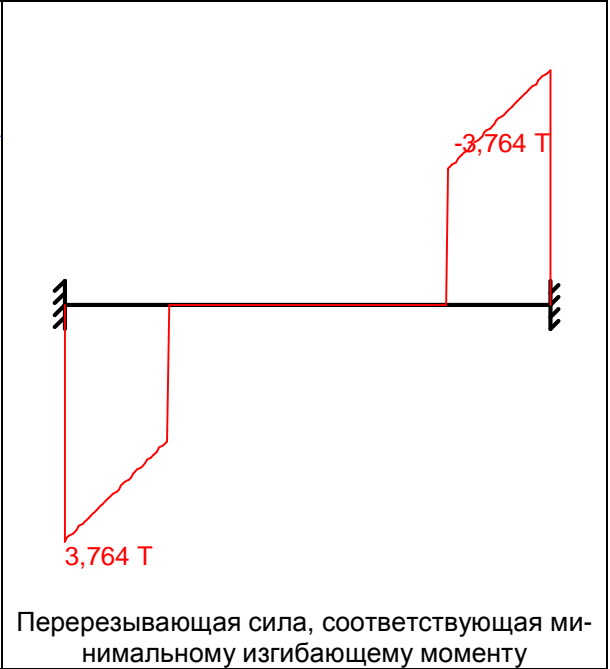 -3,764 Т
3,764 Т
Перерезывающая сила, соответствующая ми-
нимальному изгибающему моменту